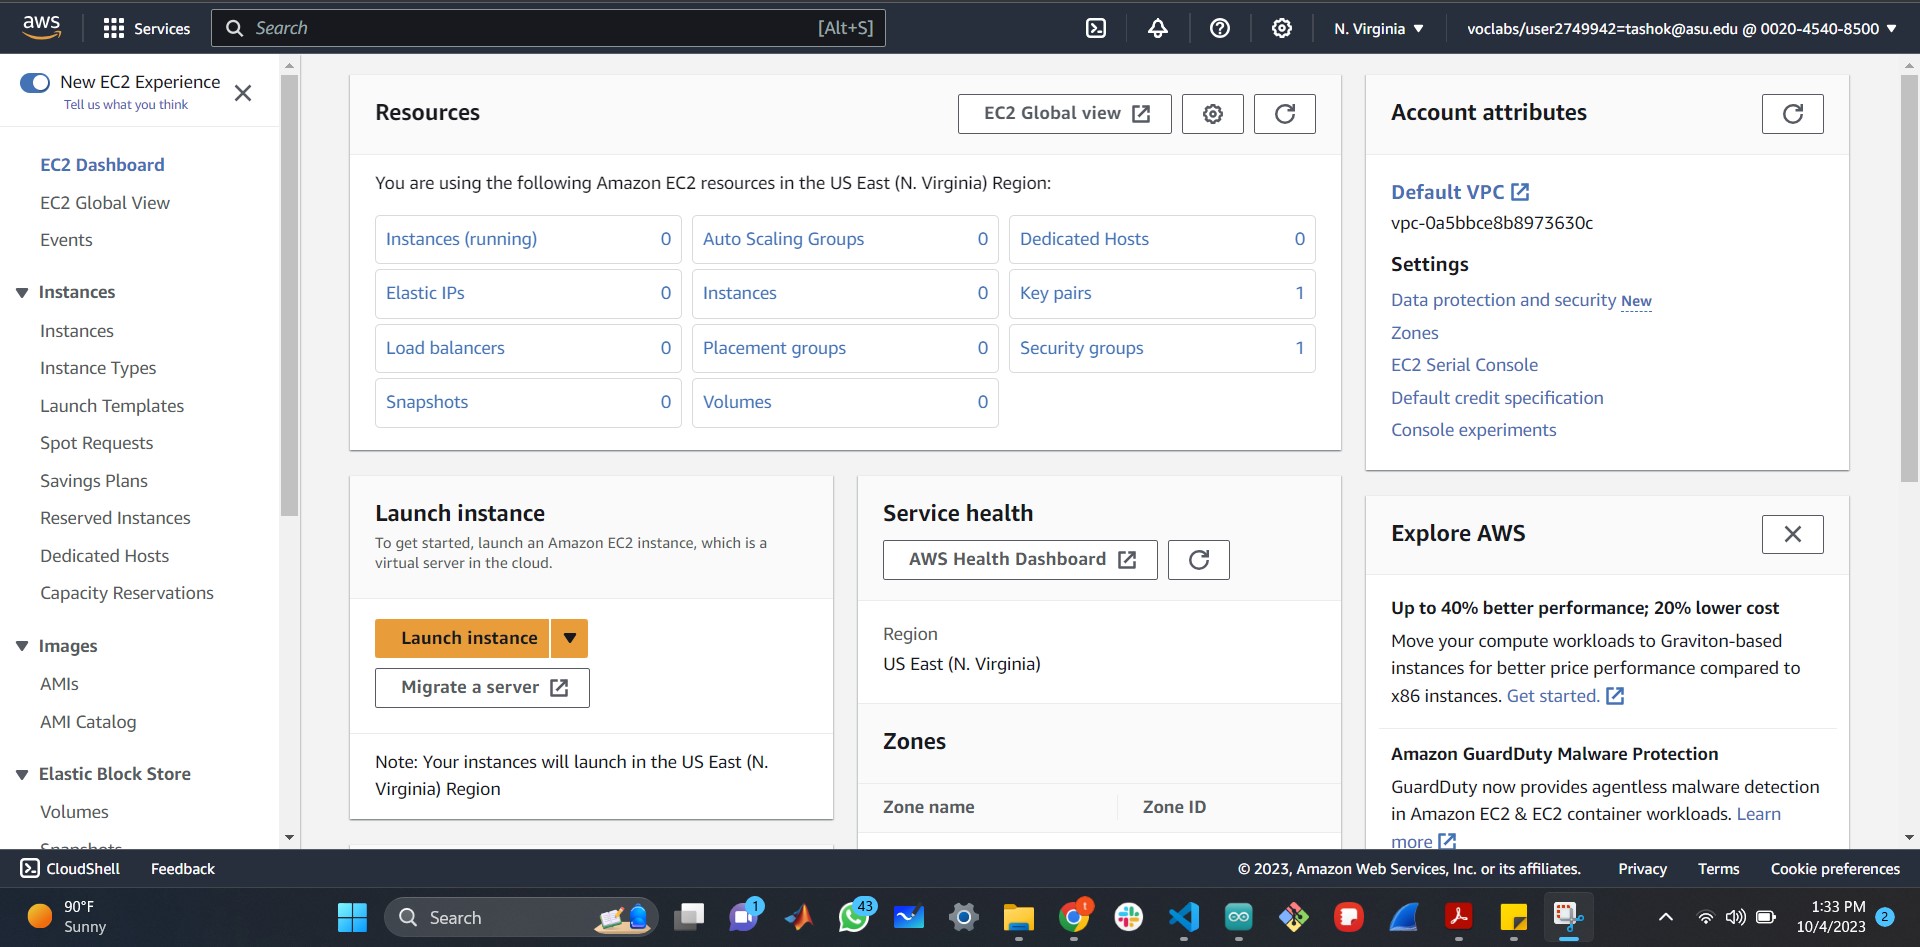 aws
Services
Search
[Alt+S]
N. Virginia
voclabs/user2749942=tashok@asu.edu @ 0020-4540-8500
New EC2 Experience
Tell us what you think
EC2 Dashboard
EC2 Global View
Events
Instances
Instances
Instance Types
Launch Templates
Spot Requests
Savings Plans
Reserved Instances
Dedicated Hosts
Capacity Reservations
Images
AMIs
AMI Catalog
Elastic Block Store
Volumes
Snapshots
Resources
EC2 Global view
You are using the following Amazon EC2 resources in the US East (N. Virginia) Region:
Instances (running) 0
Auto Scaling Groups 0
Dedicated Hosts 0
Elastic IPs 0
Instances 0
Key pairs 1
Load balancers 0
Placement groups 0
Security groups 1
Snapshots 0
Volumes 0
Launch instance
To get started, launch an Amazon EC2 instance, which is a
virtual server in the cloud.
Launch instance
Migrate a server
Note: Your instances will launch in the US East (N.
Virginia) Region
Service health
AWS Health Dashboard
Region
US East (N. Virginia)
Zones
Zone name
Zone ID
Account attributes
Default VPC
vpc-0a5bbce8b8973630c
Settings
Data protection and security New
Zones
EC2 Serial Console
Default credit specification
Console experiments
Explore AWS
Up to 40% better performance; 20% lower cost
Move your compute workloads to Graviton-based
instances for better price performance compared to
x86 instances. Get started.
Amazon GuardDuty Malware Protection
GuardDuty now provides agentless malware detection
in Amazon EC2 & EC2 container workloads. Learn
more
CloudShell
Feedback
© 2023, Amazon Web Services, Inc. or its affiliates.
Privacy
Terms
Cookie preferences
90°F
Sunny
Search
1
43
t
1:33 PM
10/4/2023
2